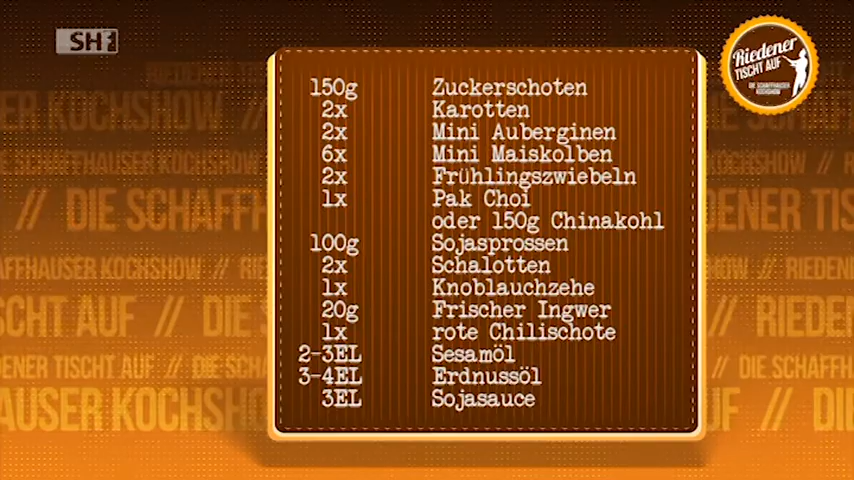 SH
Riedener
TISCHT AUF
DIE SCHAFFHAUSER
KOCHSHOW
150g Zuckerschoten
2x Karotten
2x Mini Auberginen
6x Mini Maiskolben
2x Frühlingszwiebeln
1x Pak Choi
oder 150g Chinakohl
100g Sojasprossen
2x Schalotten
1x Knoblauchzehe
20g Frischer Ingwer
1x rote Chilischote
2-3EL Sesamöl
3-4EL Erdnussöl
3EL Sojasauce